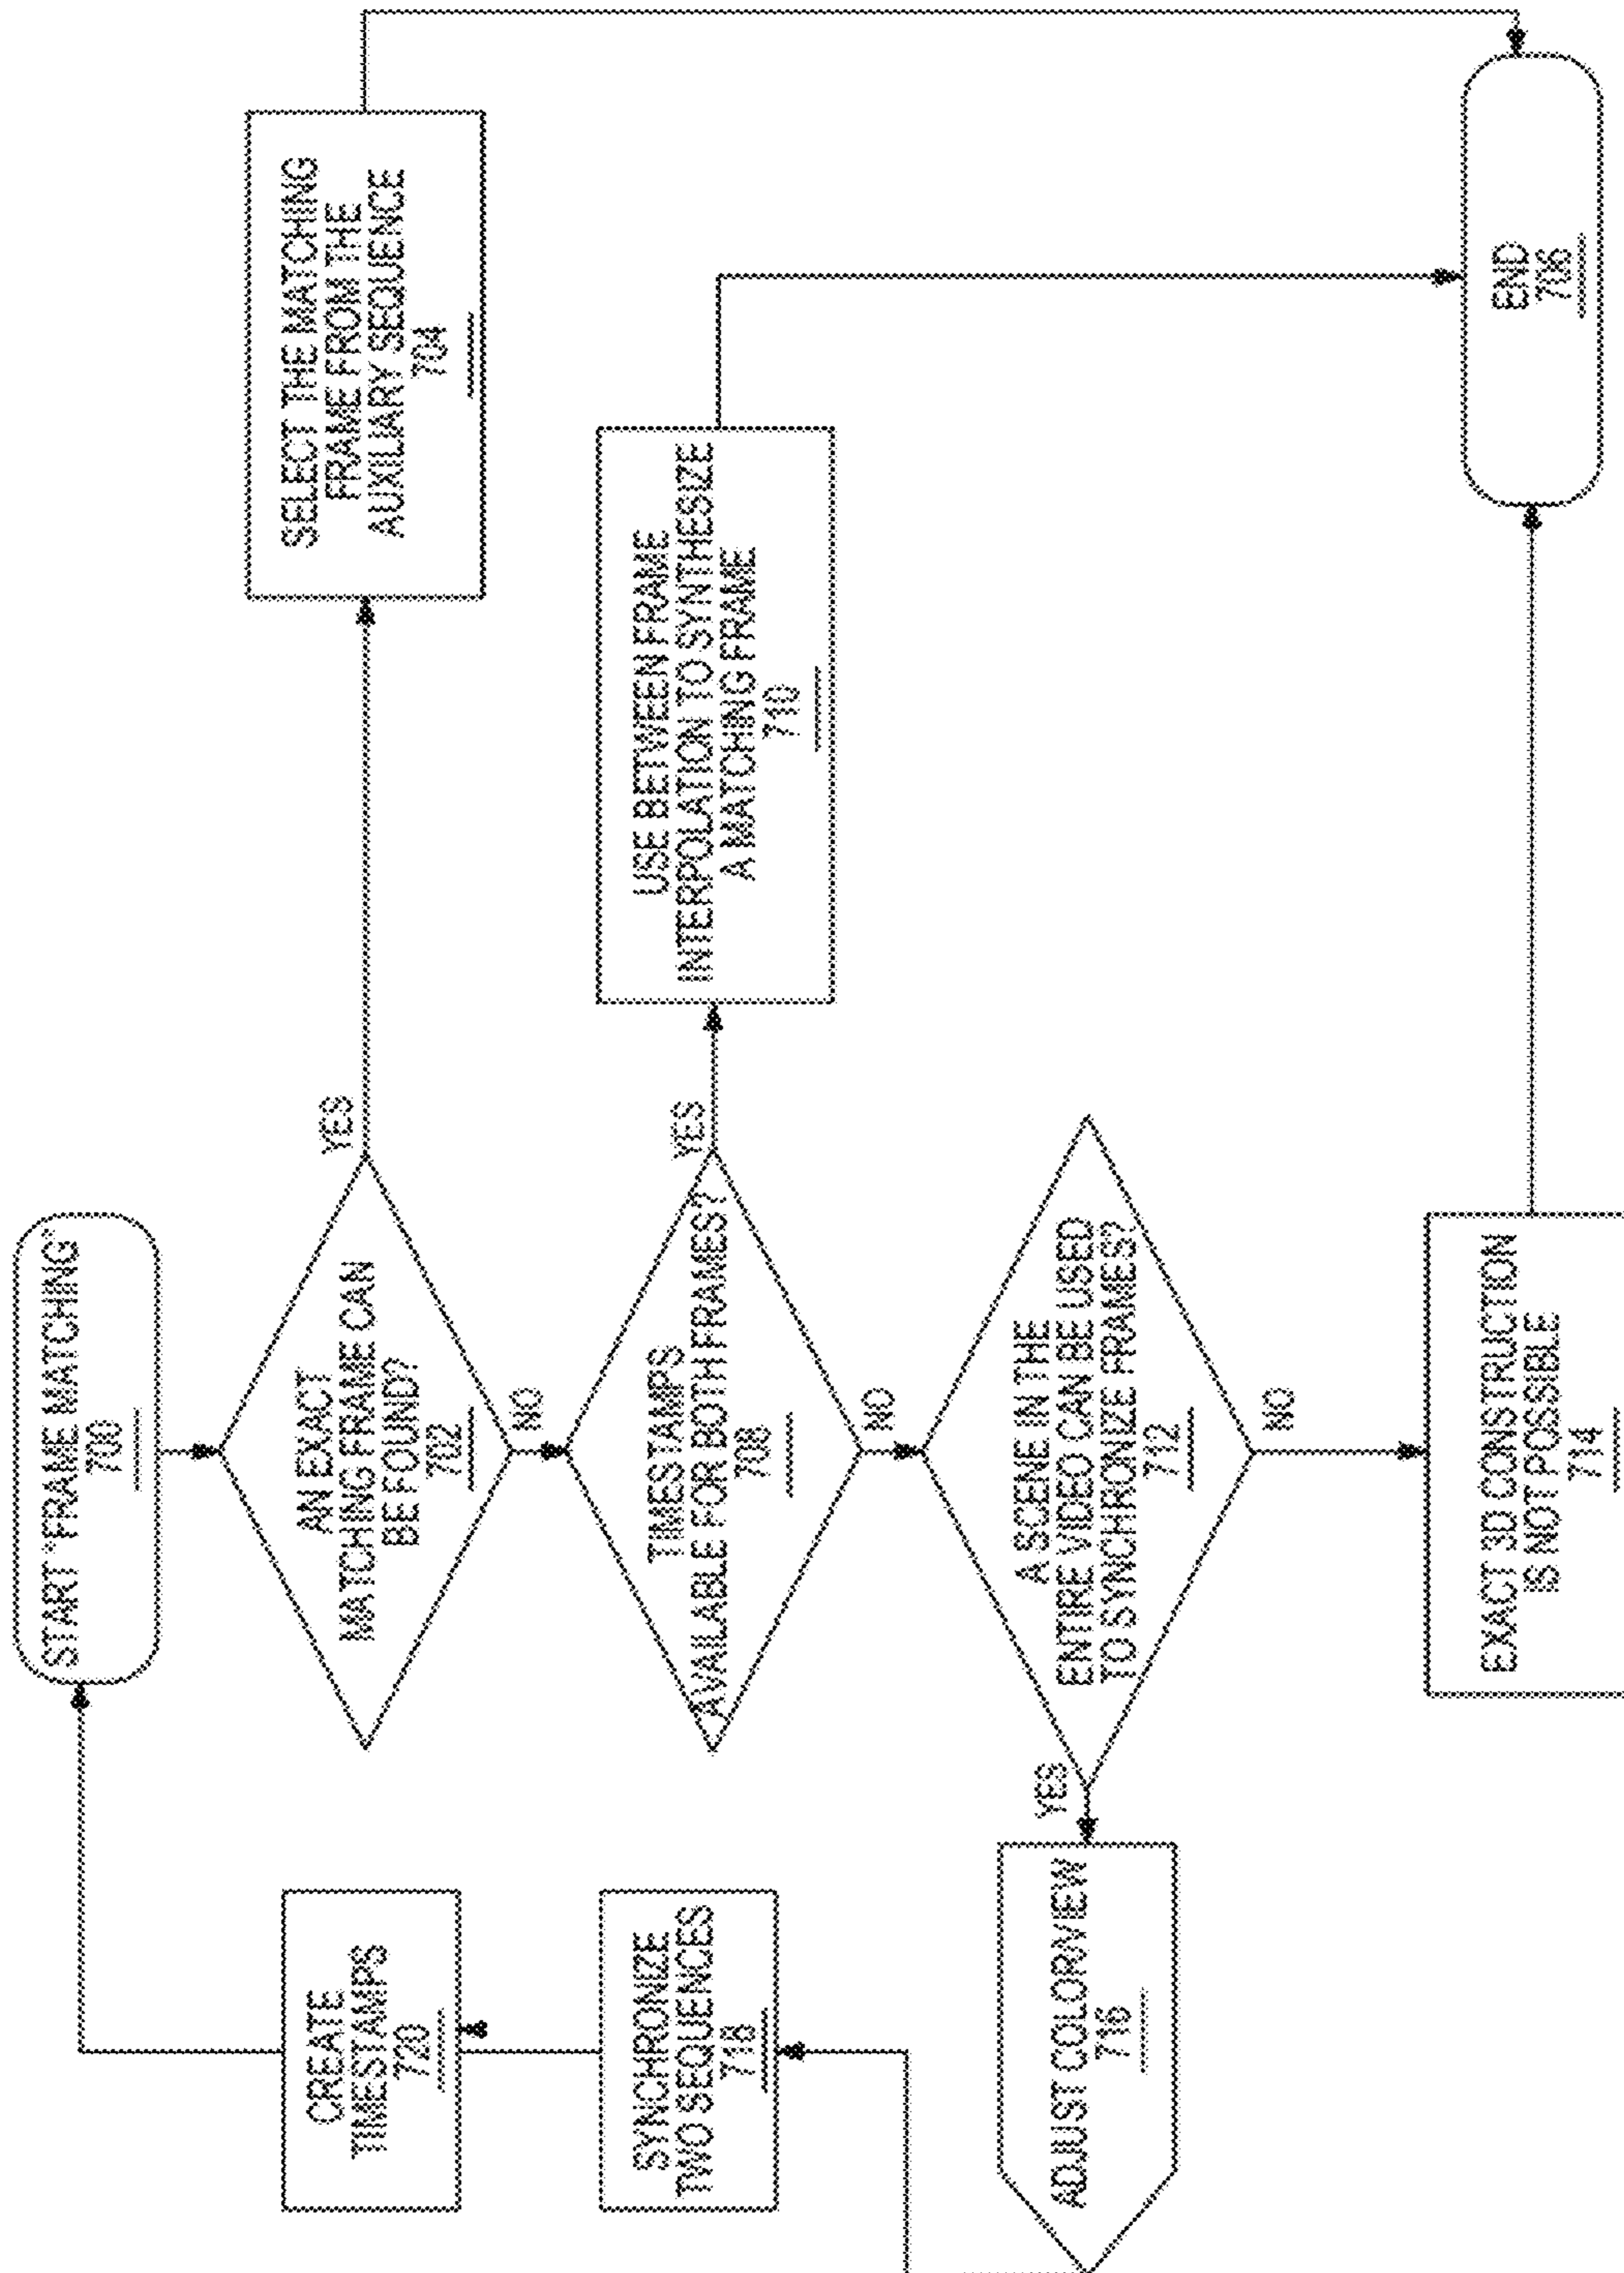 START "FRAME MATCHING"
700
AN EXACT
MATCHING FRAME CAN
BE FOUND?
702
YES
NO
SELECT THE MATCHING
FRAME FROM THE
AUXILIARY SEQUENCE
704
TIMESTAMPS
AVAILABLE FOR BOTH FRAMES?
708
YES
NO
USE BETWEEN FRAME
INTERPOLATION TO SYNTHESIZE
A MATCHING FRAME
710
A SCENE IN THE
ENTIRE VIDEO CAN BE USED
TO SYNCHRONIZE FRAMES?
712
YES
NO
EXACT 3D CONSTRUCTION
IS NOT POSSIBLE
714
END
706
ADJUST COLOR/VIEW
716
SYNCHRONIZE
TWO SEQUENCES
718
CREATE
TIMESTAMPS
720